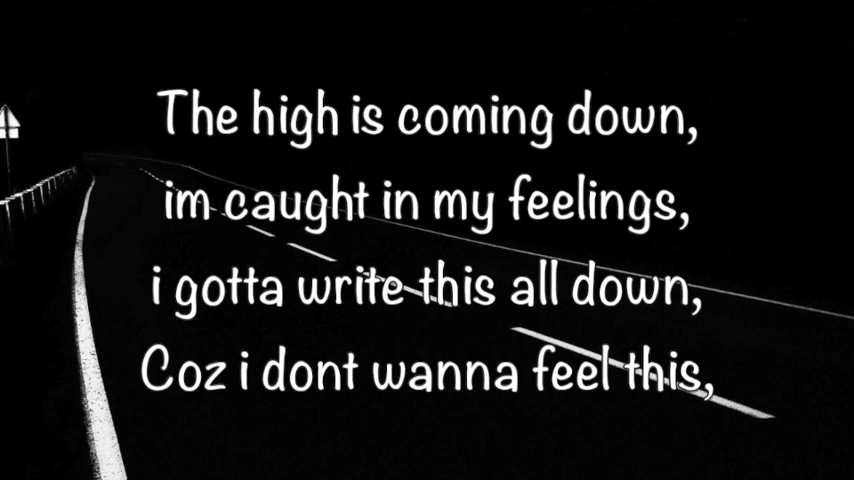 The high is coming down,
im caught in my feelings,
i gotta write this all down,
Coz i dont wanna feel this,